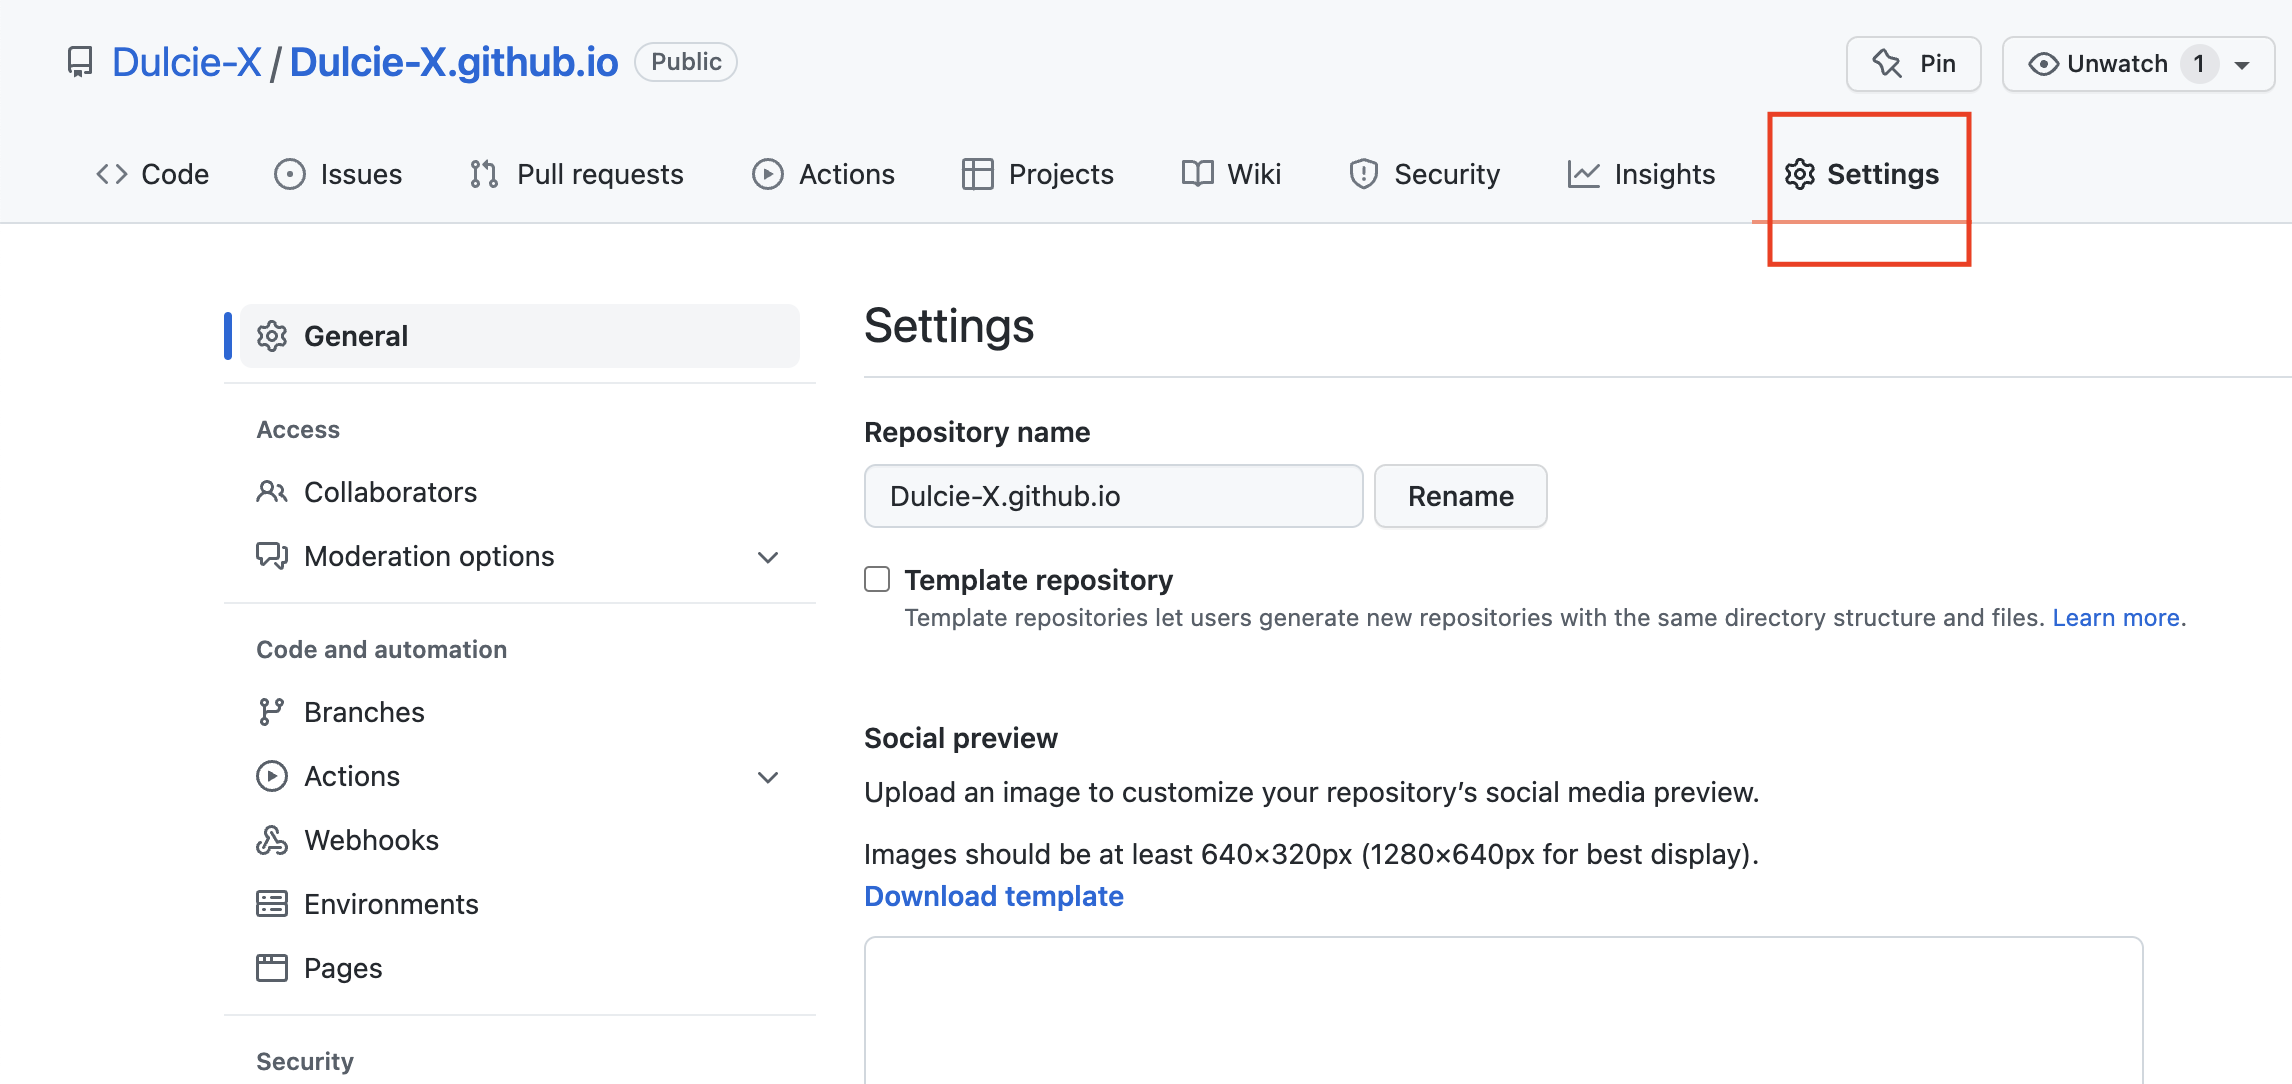 Dulcie-X / Dulcie-X.github.io Public Pin Unwatch 1
Code Issues Pull requests Actions Projects Wiki Security Insights Settings
General
Access
Collaborators
Moderation options
Code and automation
Branches
Actions
Webhooks
Environments
Pages
Security
Settings
Repository name
Dulcie-X.github.io Rename
Template repository
Template repositories let users generate new repositories with the same directory structure and files. Learn more.
Social preview
Upload an image to customize your repository’s social media preview.
Images should be at least 640×320px (1280×640px for best display).
Download template